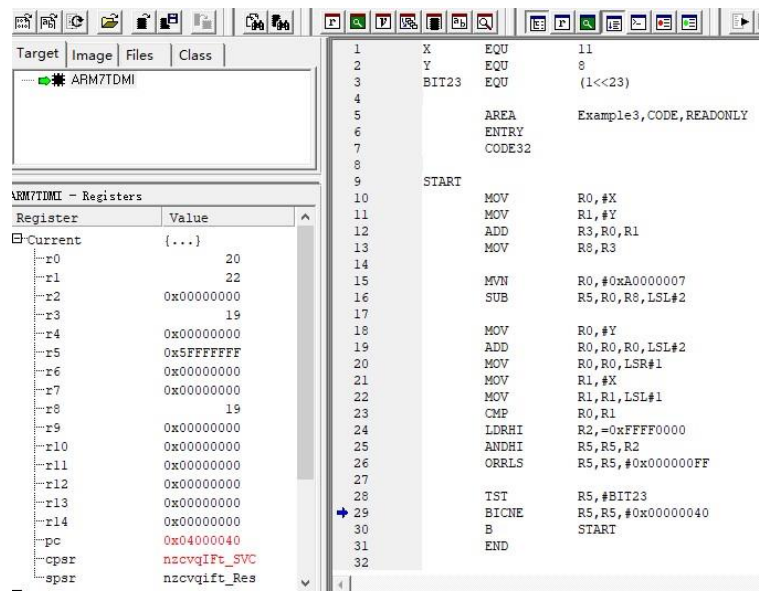 Target Image Files Class
ARM7TDMI
ARM7TDMI - Registers
Register Value
Current {...}
r0 20
r1 22
r2 0x00000000
r3 19
r4 0x00000000
r5 0x5FFFFFFF
r6 0x00000000
r7 0x00000000
r8 19
r9 0x00000000
r10 0x00000000
r11 0x00000000
r12 0x00000000
r13 0x00000000
r14 0x00000000
pc 0x04000040
cpsr nzcvqIFt_SVC
spsr nzcvqift_Res
1 X EQU 11
2 Y EQU 8
3 BIT23 EQU (1<<23)
4
5 AREA Example3,CODE,READONLY
6 ENTRY
7 CODE32
8
9 START
10 MOV R0,#X
11 MOV R1,#Y
12 ADD R3,R0,R1
13 MOV R8,R3
14
15 MVN R0,#0xA0000007
16 SUB R5,R0,R8,LSL#2
17
18 MOV R0,#Y
19 ADD R0,R0,R0,LSL#2
20 MOV R0,R0,LSR#1
21 MOV R1,#X
22 MOV R1,R1,LSL#1
23 CMP R0,R1
24 LDRHI R2,=0xFFFF0000
25 ANDHI R5,R5,R2
26 ORRLS R5,R5,#0x000000FF
27
28 TST R5,#BIT23
29 BICNE R5,R5,#0x00000040
30 B START
31 END
32